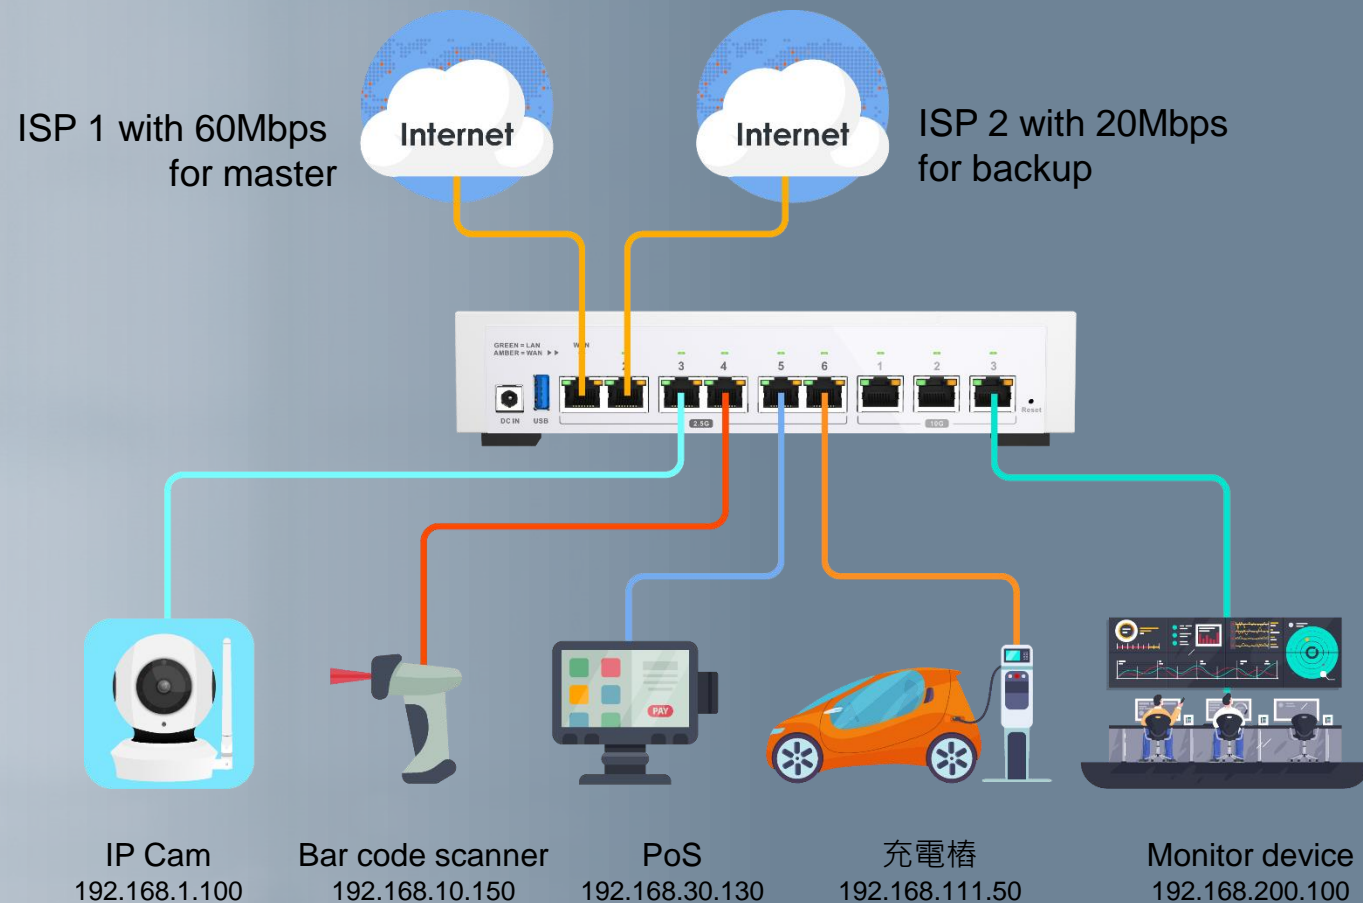 Internet
Internet
ISP 1 with 60Mbps
for master
ISP 2 with 20Mbps
for backup
GREEN = LAN
AMBER = WAN ▶▶
WAN
2
3
4
5
6
1
2
3
DC IN
USB
2.5G
10G
Reset
PAY
IP Cam
192.168.1.100
Bar code scanner
192.168.10.150
PoS
192.168.30.130
充電樁
192.168.111.50
Monitor device
192.168.200.100